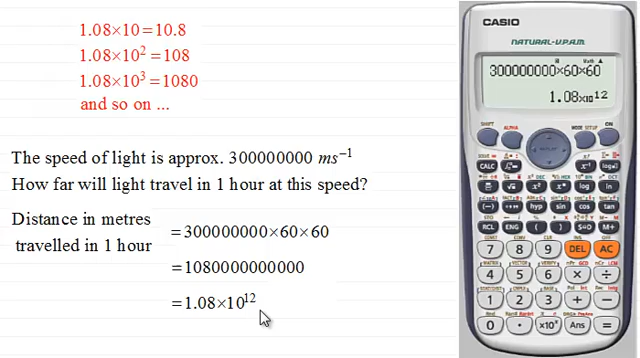 1.08×10=10.8
1.08×10²=108
1.08×10³=1080
and so on ...
The speed of light is approx. 300000000 ms⁻¹
How far will light travel in 1 hour at this speed?
Distance in metres
travelled in 1 hour
=300000000×60×60
=1080000000000
=1.08×10¹²
CASIO
NATURAL-V.P.A.M.
Math ▲
300000000×60×60
1.08×10¹²
SHIFT ALPHA MODE SETUP ON
CALC
hyp sin cos tan
RCL ENG ( ) S⇔D M+
7 8 9 DEL AC
4 5 6 × ÷
1 2 3 + −
0 . ×10ˣ Ans =